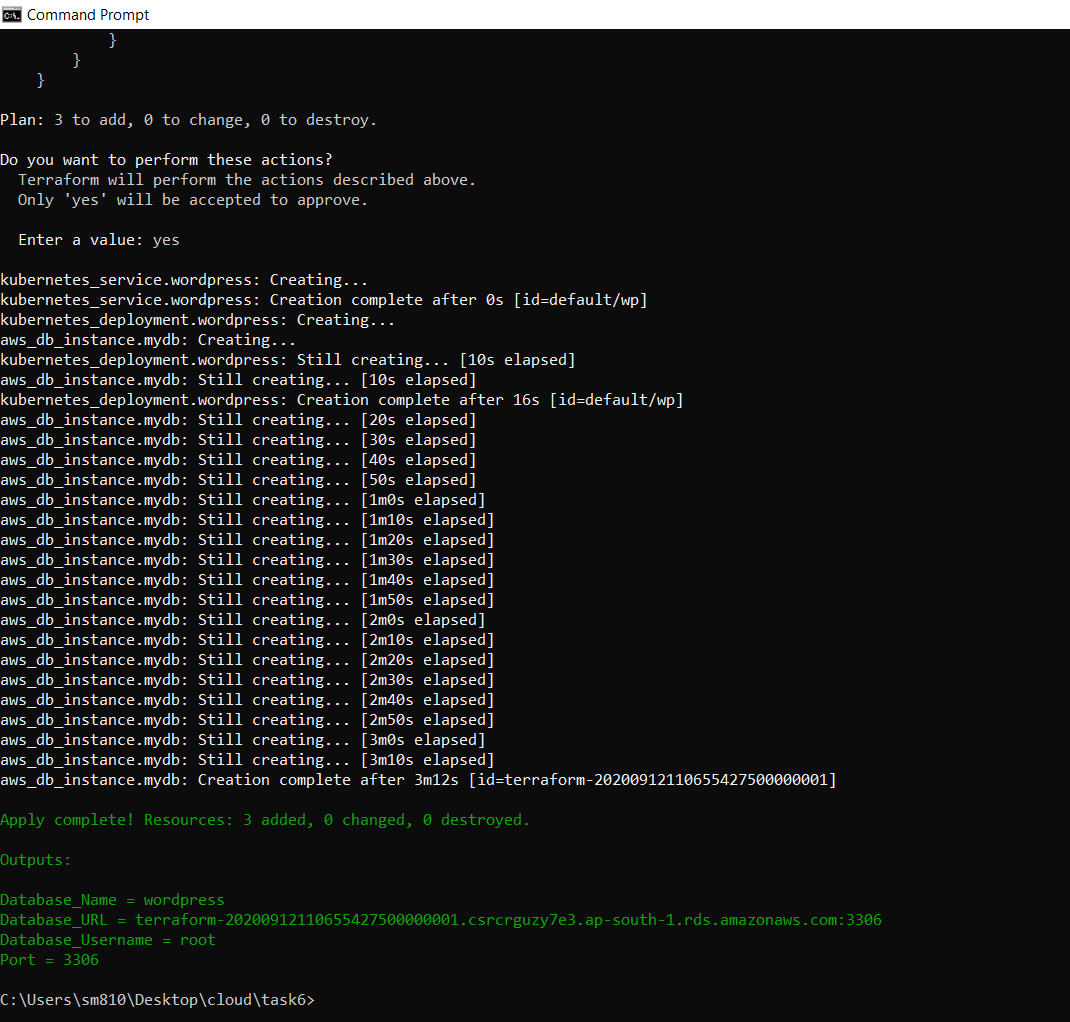 Command Prompt
}
}
}
Plan: 3 to add, 0 to change, 0 to destroy.
Do you want to perform these actions?
Terraform will perform the actions described above.
Only 'yes' will be accepted to approve.
Enter a value: yes
kubernetes_service.wordpress: Creating...
kubernetes_service.wordpress: Creation complete after 0s [id=default/wp]
kubernetes_deployment.wordpress: Creating...
aws_db_instance.mydb: Creating...
kubernetes_deployment.wordpress: Still creating... [10s elapsed]
aws_db_instance.mydb: Still creating... [10s elapsed]
kubernetes_deployment.wordpress: Creation complete after 16s [id=default/wp]
aws_db_instance.mydb: Still creating... [20s elapsed]
aws_db_instance.mydb: Still creating... [30s elapsed]
aws_db_instance.mydb: Still creating... [40s elapsed]
aws_db_instance.mydb: Still creating... [50s elapsed]
aws_db_instance.mydb: Still creating... [1m0s elapsed]
aws_db_instance.mydb: Still creating... [1m10s elapsed]
aws_db_instance.mydb: Still creating... [1m20s elapsed]
aws_db_instance.mydb: Still creating... [1m30s elapsed]
aws_db_instance.mydb: Still creating... [1m40s elapsed]
aws_db_instance.mydb: Still creating... [1m50s elapsed]
aws_db_instance.mydb: Still creating... [2m0s elapsed]
aws_db_instance.mydb: Still creating... [2m10s elapsed]
aws_db_instance.mydb: Still creating... [2m20s elapsed]
aws_db_instance.mydb: Still creating... [2m30s elapsed]
aws_db_instance.mydb: Still creating... [2m40s elapsed]
aws_db_instance.mydb: Still creating... [2m50s elapsed]
aws_db_instance.mydb: Still creating... [3m0s elapsed]
aws_db_instance.mydb: Still creating... [3m10s elapsed]
aws_db_instance.mydb: Creation complete after 3m12s [id=terraform-20200912110655427500000001]
Apply complete! Resources: 3 added, 0 changed, 0 destroyed.
Outputs:
Database_Name = wordpress
Database_URL = terraform-20200912110655427500000001.csrcrguzy7e3.ap-south-1.rds.amazonaws.com:3306
Database_Username = root
Port = 3306
C:\Users\sm810\Desktop\cloud\task6>